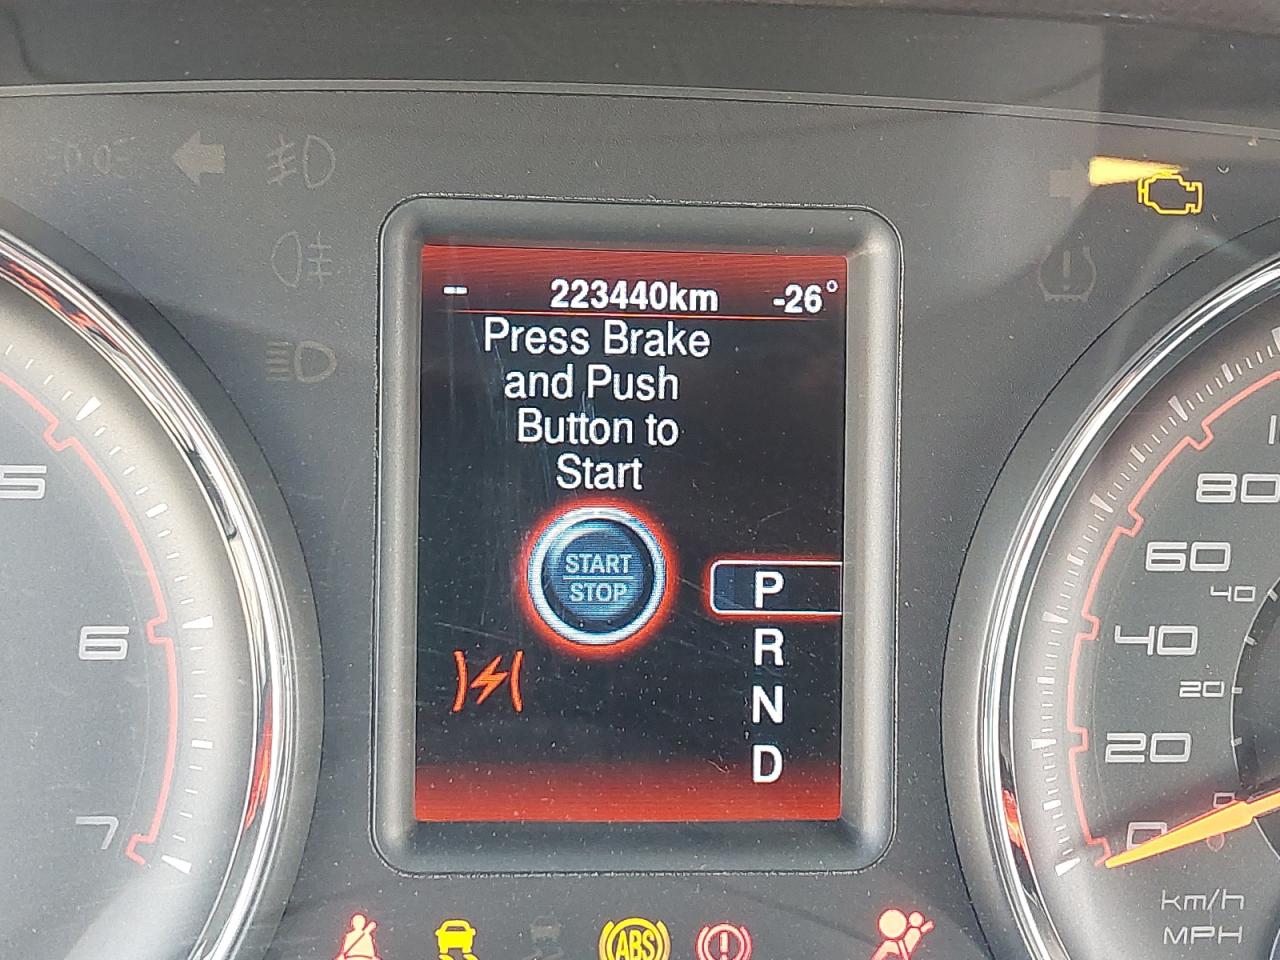 -- 223440km -26°
Press Brake
and Push
Button to
Start
START
STOP
P
R
N
D
5
6
7
80
60
40
40
20
20
0
0
km/h
MPH
ABS